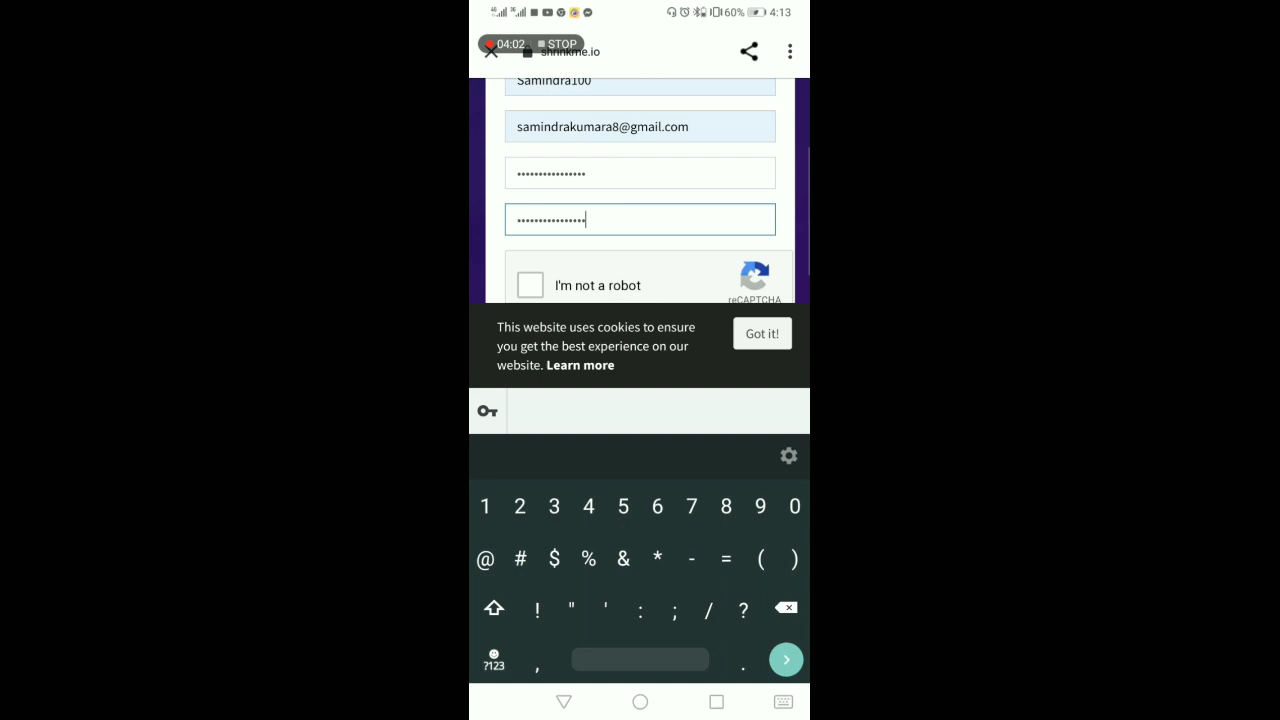 60% 4:13
04:02 STOP
shrinkme.io
Samindra100
samindrakumara8@gmail.com
••••••••••••••••
••••••••••••••••
I'm not a robot
reCAPTCHA
This website uses cookies to ensure
you get the best experience on our
website. Learn more
Got it!
1 2 3 4 5 6 7 8 9 0
@ # $ % & * - = ( )
! " ' : ; / ?
?123 , .